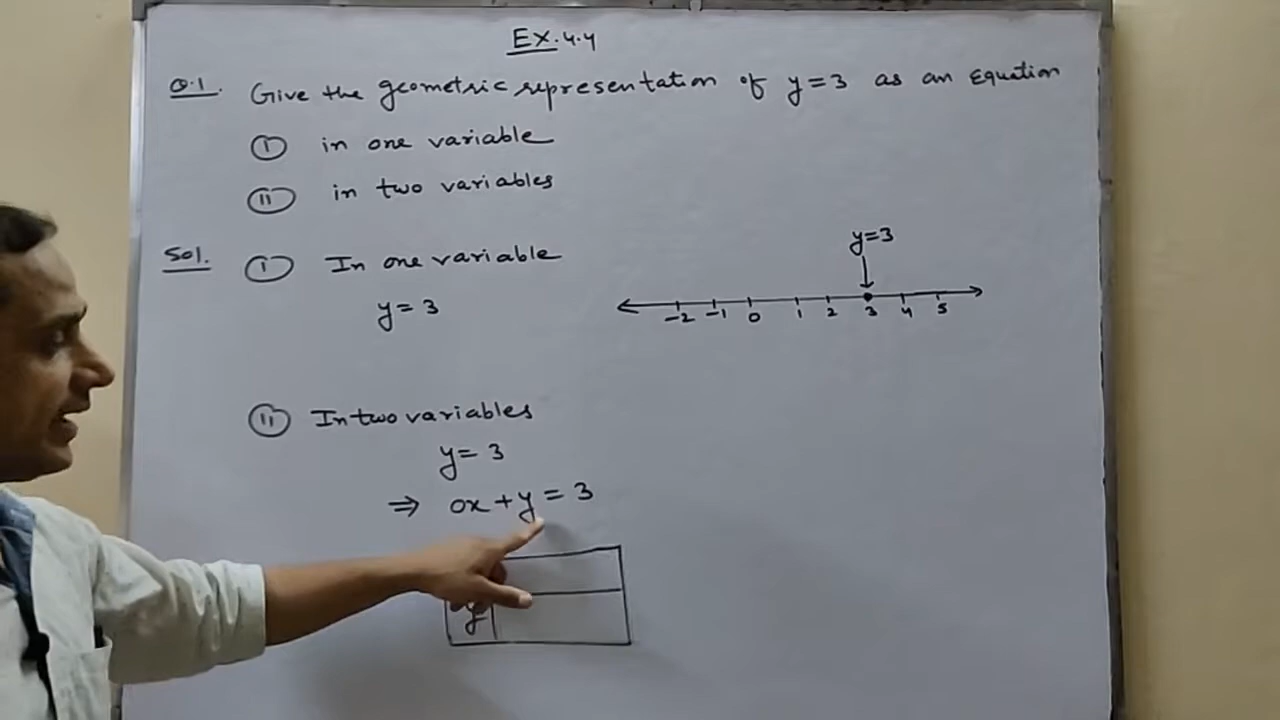 Ex. 4.4
Q.1. Give the geometric representation of y=3 as an Equation
(i) in one variable
(ii) in two variables
Sol. (i) In one variable
y = 3
y=3
-2 -1 0 1 2 3 4 5
(ii) In two variables
y = 3
⇒ 0x + y = 3
y